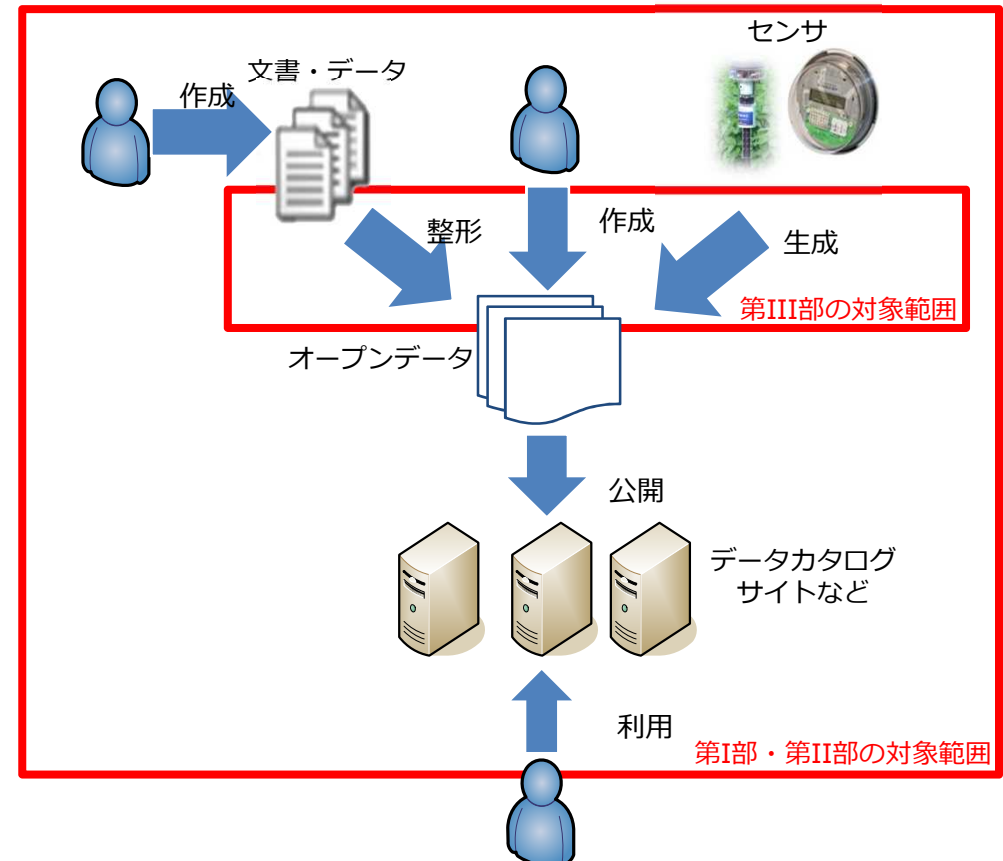 センサ
文書・データ
作成
整形
作成
生成
第III部の対象範囲
オープンデータ
公開
データカタログ
サイトなど
利用
第I部・第II部の対象範囲